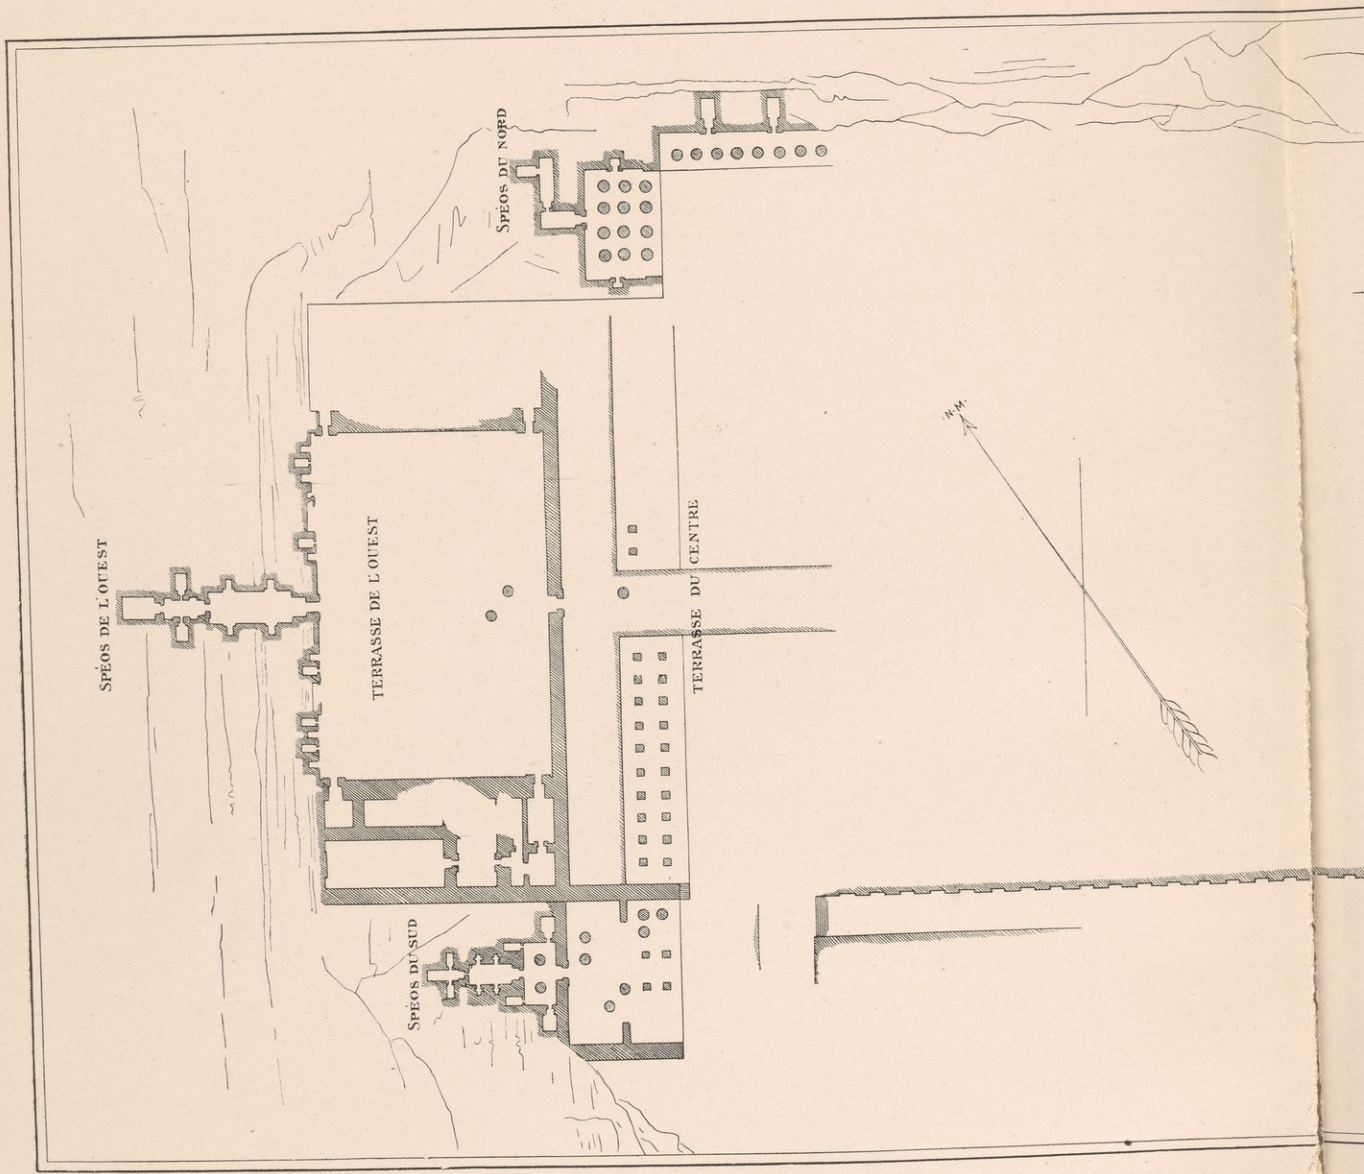 SPÉOS DU NORD
N.M.
SPÉOS DE L'OUEST
TERRASSE DE L'OUEST
TERRASSE DU CENTRE
SPÉOS DU SUD